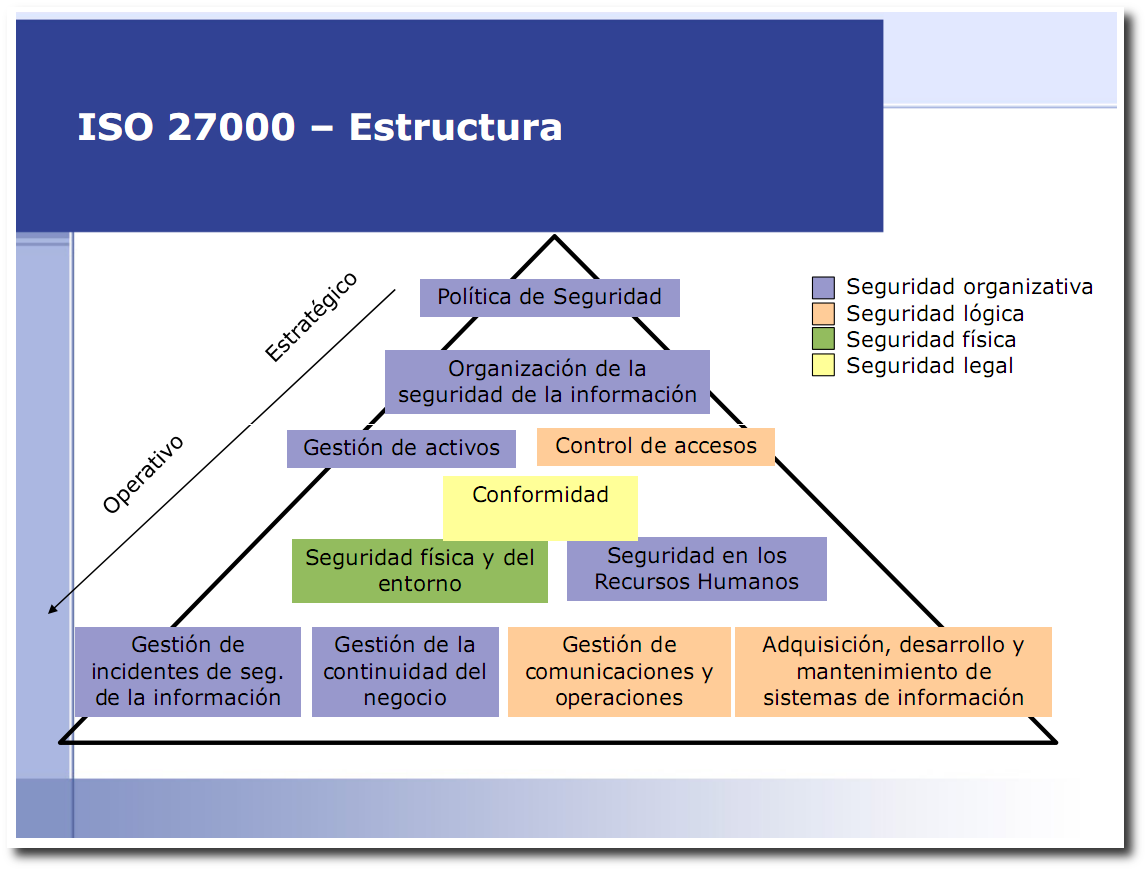 ISO 27000 – Estructura
Estratégico
Operativo
Política de Seguridad
Organización de la
seguridad de la información
Gestión de activos
Control de accesos
Conformidad
Seguridad física y del
entorno
Seguridad en los
Recursos Humanos
Gestión de
incidentes de seg.
de la información
Gestión de la
continuidad del
negocio
Gestión de
comunicaciones y
operaciones
Adquisición, desarrollo y
mantenimiento de
sistemas de información
Seguridad organizativa
Seguridad lógica
Seguridad física
Seguridad legal